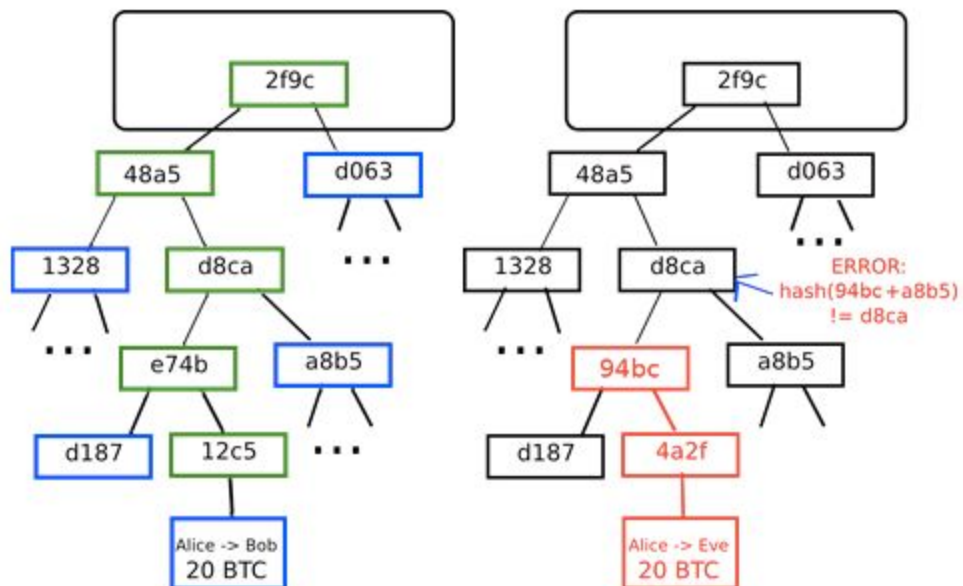 2f9c
48a5
d063
1328
d8ca
...
...
e74b
a8b5
d187
12c5
...
Alice -> Bob
20 BTC
2f9c
48a5
d063
...
1328
d8ca
ERROR:
hash(94bc+a8b5)
!= d8ca
...
94bc
a8b5
d187
4a2f
Alice -> Eve
20 BTC